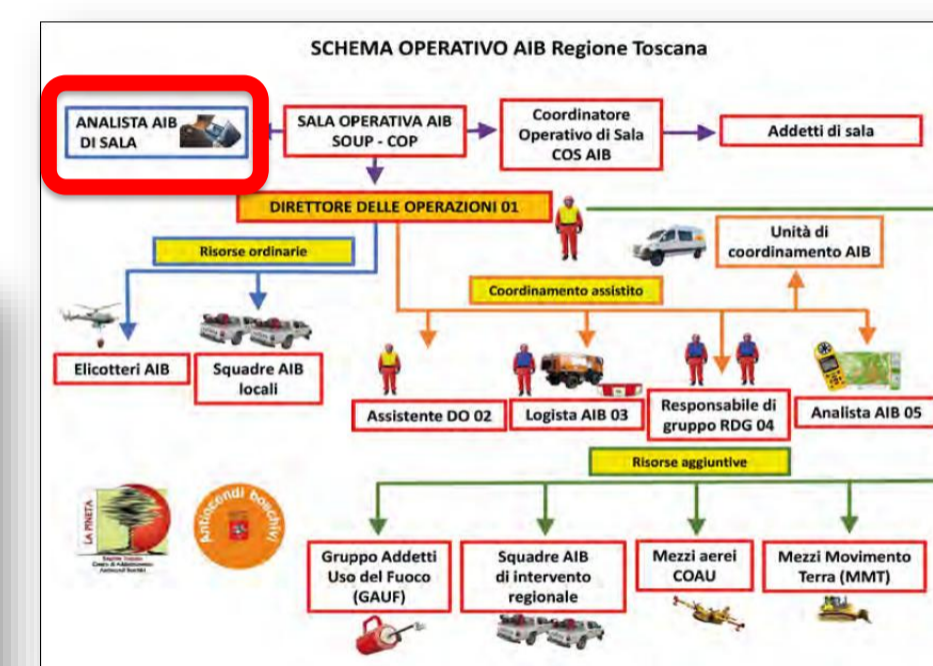 SCHEMA OPERATIVO AIB Regione Toscana
ANALISTA AIB
DI SALA
SALA OPERATIVA AIB
SOUP - COP
Coordinatore
Operativo di Sala
COS AIB
Addetti di sala
DIRETTORE DELLE OPERAZIONI 01
Unità di
coordinamento AIB
Risorse ordinarie
Coordinamento assistito
Elicotteri AIB
Squadre AIB
locali
Assistente DO 02
Logista AIB 03
Responsabile di
gruppo RDG 04
Analista AIB 05
Risorse aggiuntive
LA PINETA
Antincendi boschivi
Gruppo Addetti
Uso del Fuoco
(GAUF)
Squadre AIB
di intervento
regionale
Mezzi aerei
COAU
Mezzi Movimento
Terra (MMT)